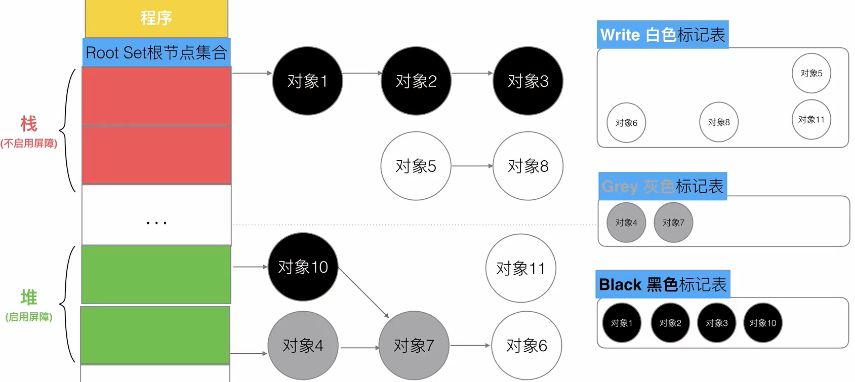 程序
Root Set根节点集合
栈
(不启用屏障)
...
堆
(启用屏障)
对象1
对象2
对象3
对象5
对象8
对象10
对象11
对象4
对象7
对象6
Write 白色标记表
对象5
对象6
对象8
对象11
Grey 灰色标记表
对象4
对象7
Black 黑色标记表
对象1
对象2
对象3
对象10